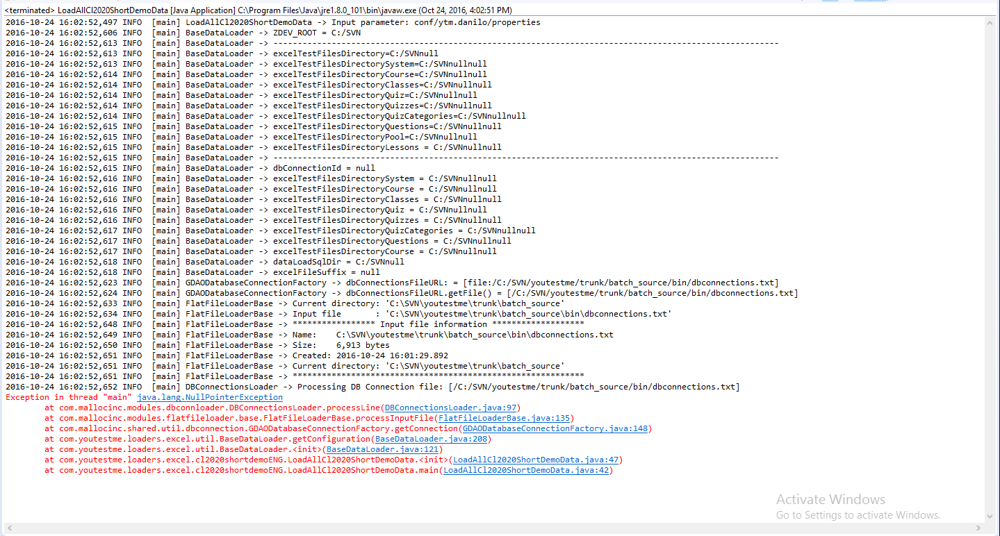 <terminated> LoadAllCl2020ShortDemoData [Java Application] C:\Program Files\Java\jre1.8.0_101\bin\javaw.exe (Oct 24, 2016, 4:02:51 PM)
2016-10-24 16:02:52,497 INFO  [main] LoadAllCl2020ShortDemoData -> Input parameter: conf/ytm.danilo/properties
2016-10-24 16:02:52,606 INFO  [main] BaseDataLoader -> ZDEV_ROOT = C:/SVN
2016-10-24 16:02:52,613 INFO  [main] BaseDataLoader -> --------------------------------------------------------------------------------------------------------
2016-10-24 16:02:52,613 INFO  [main] BaseDataLoader -> excelTestFilesDirectory=C:/SVNnull
2016-10-24 16:02:52,613 INFO  [main] BaseDataLoader -> excelTestFilesDirectorySystem=C:/SVNnullnull
2016-10-24 16:02:52,614 INFO  [main] BaseDataLoader -> excelTestFilesDirectoryCourse=C:/SVNnullnull
2016-10-24 16:02:52,614 INFO  [main] BaseDataLoader -> excelTestFilesDirectoryClasses=C:/SVNnullnull
2016-10-24 16:02:52,614 INFO  [main] BaseDataLoader -> excelTestFilesDirectoryQuiz=C:/SVNnullnull
2016-10-24 16:02:52,614 INFO  [main] BaseDataLoader -> excelTestFilesDirectoryQuizzes=C:/SVNnullnull
2016-10-24 16:02:52,614 INFO  [main] BaseDataLoader -> excelTestFilesDirectoryQuizCategories=C:/SVNnullnull
2016-10-24 16:02:52,615 INFO  [main] BaseDataLoader -> excelTestFilesDirectoryQuestions=C:/SVNnullnull
2016-10-24 16:02:52,615 INFO  [main] BaseDataLoader -> excelTestFilesDirectoryPool=C:/SVNnullnull
2016-10-24 16:02:52,615 INFO  [main] BaseDataLoader -> excelTestFilesDirectoryLessons = C:/SVNnullnull
2016-10-24 16:02:52,615 INFO  [main] BaseDataLoader -> --------------------------------------------------------------------------------------------------------
2016-10-24 16:02:52,615 INFO  [main] BaseDataLoader -> dbConnectionId = null
2016-10-24 16:02:52,616 INFO  [main] BaseDataLoader -> excelTestFilesDirectorySystem = C:/SVNnullnull
2016-10-24 16:02:52,616 INFO  [main] BaseDataLoader -> excelTestFilesDirectoryCourse = C:/SVNnullnull
2016-10-24 16:02:52,616 INFO  [main] BaseDataLoader -> excelTestFilesDirectoryClasses = C:/SVNnullnull
2016-10-24 16:02:52,616 INFO  [main] BaseDataLoader -> excelTestFilesDirectoryQuiz = C:/SVNnullnull
2016-10-24 16:02:52,616 INFO  [main] BaseDataLoader -> excelTestFilesDirectoryQuizzes = C:/SVNnullnull
2016-10-24 16:02:52,617 INFO  [main] BaseDataLoader -> excelTestFilesDirectoryQuizCategories = C:/SVNnullnull
2016-10-24 16:02:52,617 INFO  [main] BaseDataLoader -> excelTestFilesDirectoryQuestions = C:/SVNnullnull
2016-10-24 16:02:52,617 INFO  [main] BaseDataLoader -> excelTestFilesDirectoryCourse = C:/SVNnullnull
2016-10-24 16:02:52,618 INFO  [main] BaseDataLoader -> dataLoadSqlDir = C:/SVNnull
2016-10-24 16:02:52,618 INFO  [main] BaseDataLoader -> excelFileSuffix = null
2016-10-24 16:02:52,623 INFO  [main] GDAODatabaseConnectionFactory -> dbConnectionsFileURL: = [file:/C:/SVN/youtestme/trunk/batch_source/bin/dbconnections.txt]
2016-10-24 16:02:52,624 INFO  [main] GDAODatabaseConnectionFactory -> dbConnectionsFileURL.getFile() = [/C:/SVN/youtestme/trunk/batch_source/bin/dbconnections.txt]
2016-10-24 16:02:52,633 INFO  [main] FlatFileLoaderBase -> Current directory: 'C:\SVN\youtestme\trunk\batch_source'
2016-10-24 16:02:52,634 INFO  [main] FlatFileLoaderBase -> Input file       : 'C:\SVN\youtestme\trunk\batch_source\bin\dbconnections.txt'
2016-10-24 16:02:52,648 INFO  [main] FlatFileLoaderBase -> ***************** Input file information *******************
2016-10-24 16:02:52,649 INFO  [main] FlatFileLoaderBase -> Name:    C:\SVN\youtestme\trunk\batch_source\bin\dbconnections.txt
2016-10-24 16:02:52,650 INFO  [main] FlatFileLoaderBase -> Size:    6,913 bytes
2016-10-24 16:02:52,651 INFO  [main] FlatFileLoaderBase -> Created: 2016-10-24 16:01:29.892
2016-10-24 16:02:52,651 INFO  [main] FlatFileLoaderBase -> Current directory: 'C:\SVN\youtestme\trunk\batch_source'
2016-10-24 16:02:52,651 INFO  [main] FlatFileLoaderBase -> ************************************************************
2016-10-24 16:02:52,652 INFO  [main] DBConnectionsLoader -> Processing DB Connection file: [/C:/SVN/youtestme/trunk/batch_source/bin/dbconnections.txt]
Exception in thread "main" java.lang.NullPointerException
at com.mallocinc.modules.dbconnloader.DBConnectionsLoader.processLine(DBConnectionsLoader.java:97)
at com.mallocinc.modules.flatfileloader.base.FlatFileLoaderBase.processInputFile(FlatFileLoaderBase.java:135)
at com.mallocinc.shared.util.dbconnection.GDAODatabaseConnectionFactory.getConnection(GDAODatabaseConnectionFactory.java:148)
at com.youtestme.loaders.excel.util.BaseDataLoader.getConfiguration(BaseDataLoader.java:208)
at com.youtestme.loaders.excel.util.BaseDataLoader.<init>(BaseDataLoader.java:121)
at com.youtestme.loaders.excel.cl2020shortdemoENG.LoadAllCl2020ShortDemoData.<init>(LoadAllCl2020ShortDemoData.java:47)
at com.youtestme.loaders.excel.cl2020shortdemoENG.LoadAllCl2020ShortDemoData.main(LoadAllCl2020ShortDemoData.java:42)
Activate Windows
Go to Settings to activate Windows.